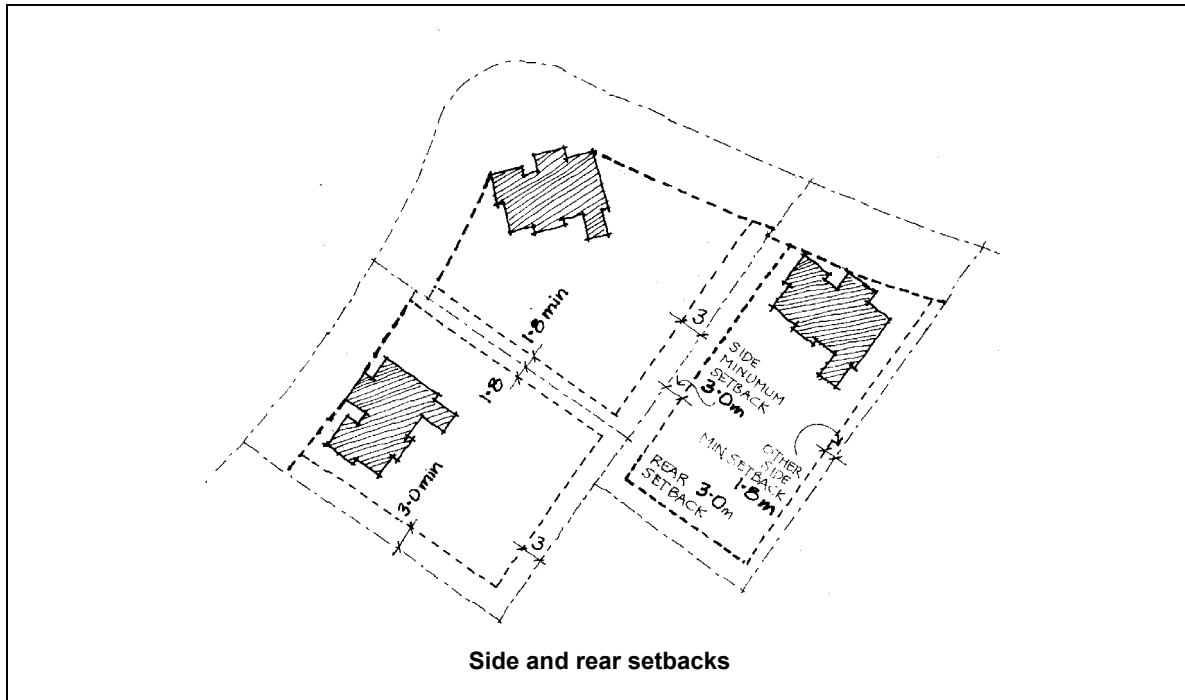 1·8 min
1·8
3
SIDE
MINUMUM
SETBACK
3·0m
OTHER
SIDE
MIN SETBACK
1·8m
REAR 3·0m
SETBACK
3·0 min
3
Side and rear setbacks